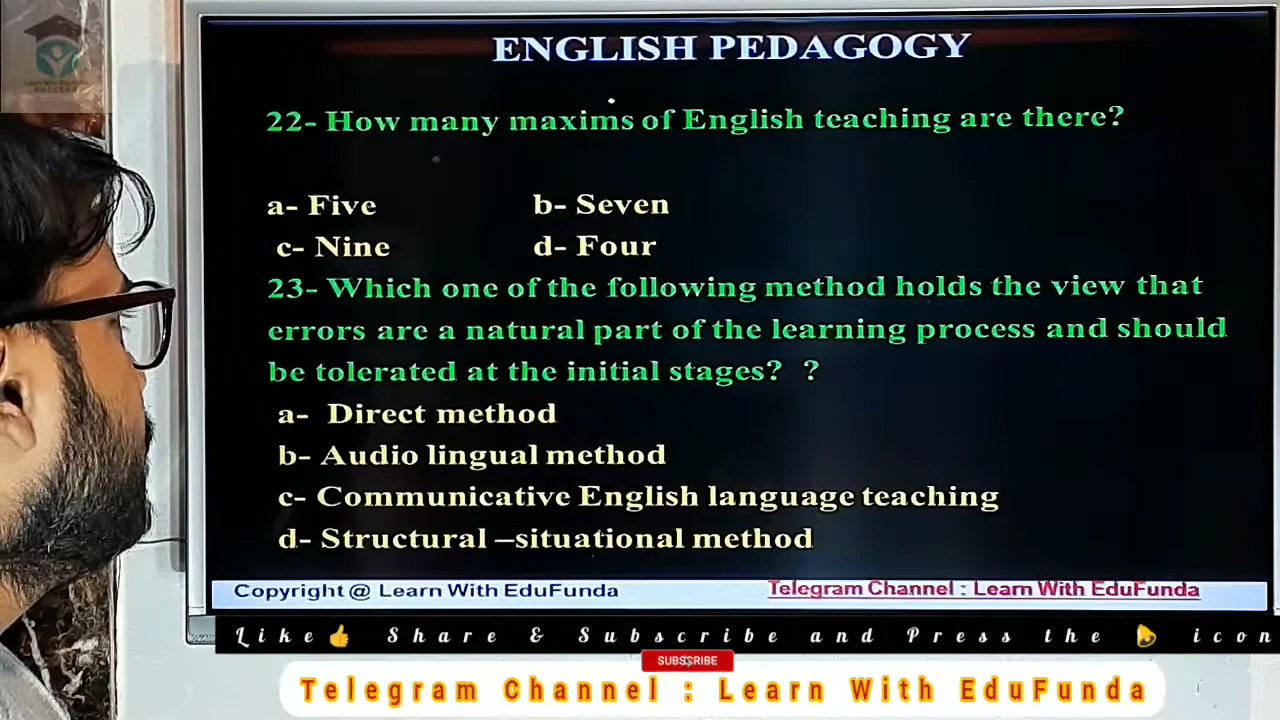 Learn With EduFunda
SUCCESS
ENGLISH PEDAGOGY
22- How many maxims of English teaching are there?
a- Five b- Seven
c- Nine d- Four
23- Which one of the following method holds the view that
errors are a natural part of the learning process and should
be tolerated at the initial stages? ?
a- Direct method
b- Audio lingual method
c- Communicative English language teaching
d- Structural –situational method
Copyright @ Learn With EduFunda Telegram Channel : Learn With EduFunda
Like 👍 Share & Subscribe and Press the 🔔 icon
SUBSCRIBE
Telegram Channel : Learn With EduFunda